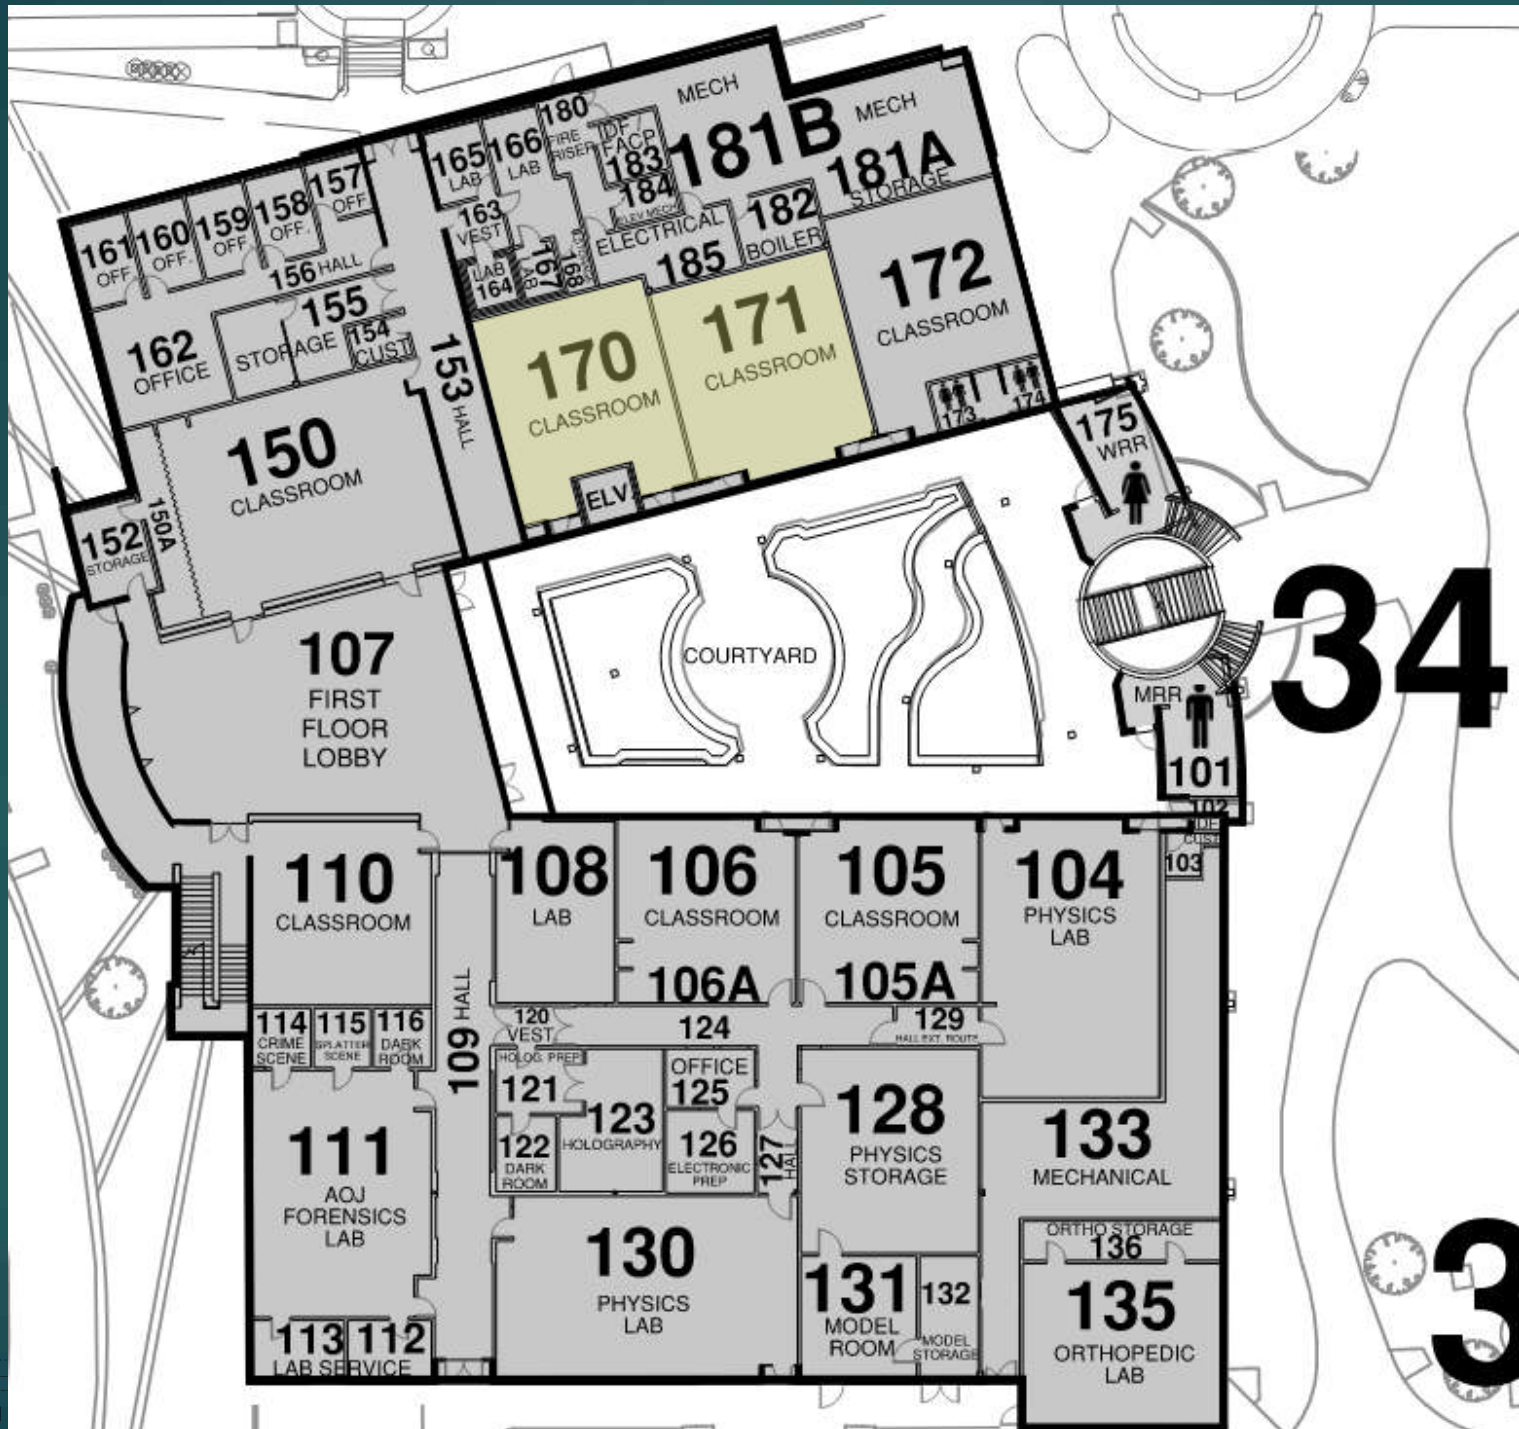 MECH
181B
MECH
181A
STORAGE
180
FIRE
RISER
IDF/
FACP
183
184
ELEV MECH
165
LAB
166
LAB
157
OFF.
158
OFF.
159
OFF.
160
OFF.
161
OFF.
156 HALL
163
VEST
LAB
164
167
LAB
168
ELECTRICAL
185
182
BOILER
172
CLASSROOM
155
STORAGE
154
CUST
162
OFFICE
153 HALL
170
CLASSROOM
171
CLASSROOM
173
174
175
WRR
150
CLASSROOM
150A
152
STORAGE
ELV.
34
COURTYARD
107
FIRST
FLOOR
LOBBY
MRR
101
102
IDF
CUST
103
110
CLASSROOM
108
LAB
106
CLASSROOM
106A
105
CLASSROOM
105A
104
PHYSICS
LAB
114
CRIME
SCENE
115
SPLATTER
SCENE
116
DARK
ROOM
109 HALL
120
VEST
124
129
HALL EXT. ROUTE
HOLOG. PREP
121
OFFICE
125
123
HOLOGRAPHY
122
DARK
ROOM
126
ELECTRONIC
PREP
127
HALL
128
PHYSICS
STORAGE
133
MECHANICAL
111
AOJ
FORENSICS
LAB
130
PHYSICS
LAB
ORTHO STORAGE
136
131
MODEL
ROOM
132
MODEL
STORAGE
135
ORTHOPEDIC
LAB
113
112
LAB SERVICE
3